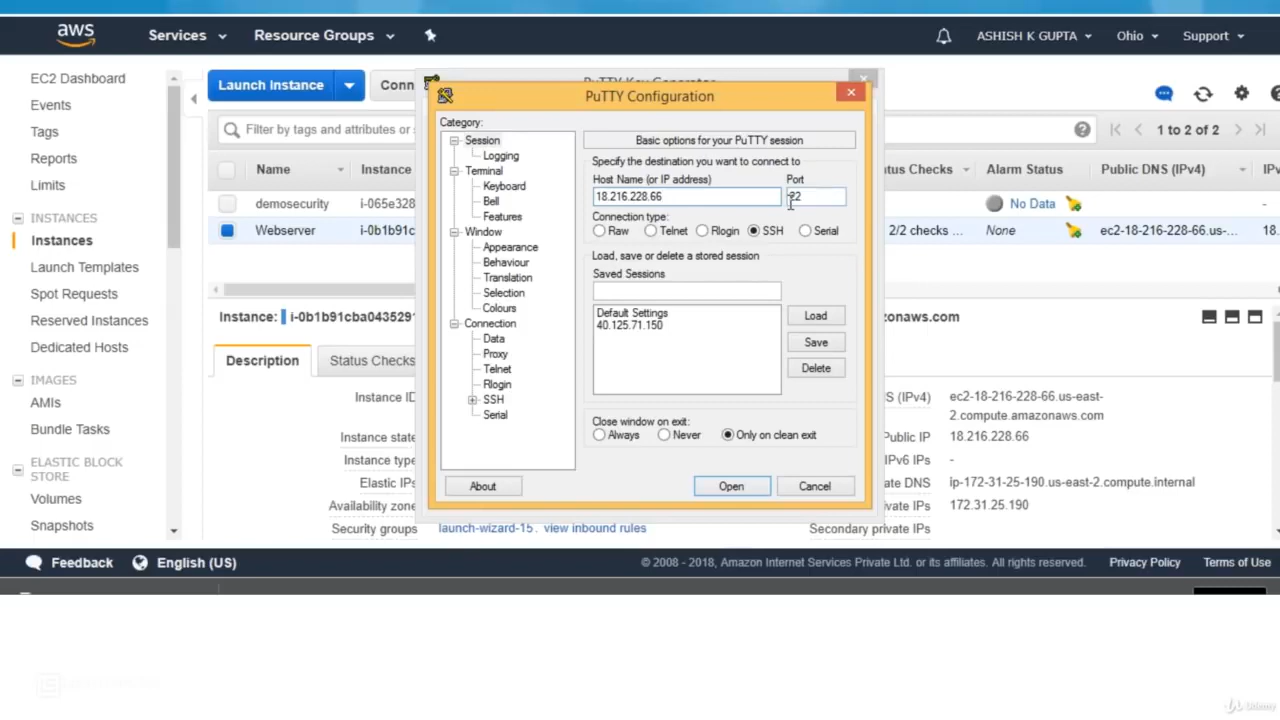 aws
Services
Resource Groups
ASHISH K GUPTA
Ohio
Support
EC2 Dashboard
Events
Tags
Reports
Limits
INSTANCES
Instances
Launch Templates
Spot Requests
Reserved Instances
Dedicated Hosts
IMAGES
AMIs
Bundle Tasks
ELASTIC BLOCK
STORE
Volumes
Snapshots
Launch Instance
Conn
Filter by tags and attributes or
1 to 2 of 2
Name
Instance
tus Checks
Alarm Status
Public DNS (IPv4)
IPv
demosecurity
i-065e328
No Data
-
Webserver
i-0b1b91c
2/2 checks ...
None
ec2-18-216-228-66.us-...
18.
Instance:
i-0b1b91cba043529
zonaws.com
Description
Status Checks
Instance ID
Instance state
Instance type
Elastic IPs
Availability zone
Security groups
launch-wizard-15. view inbound rules
S (IPv4)
ec2-18-216-228-66.us-east-
2.compute.amazonaws.com
Public IP
18.216.228.66
IPv6 IPs
-
ate DNS
ip-172-31-25-190.us-east-2.compute.internal
vate IPs
172.31.25.190
Secondary private IPs
PuTTY Key Generator
PuTTY Configuration
Category:
Session
Logging
Terminal
Keyboard
Bell
Features
Window
Appearance
Behaviour
Translation
Selection
Colours
Connection
Data
Proxy
Telnet
Rlogin
SSH
Serial
Basic options for your PuTTY session
Specify the destination you want to connect to
Host Name (or IP address)
Port
18.216.228.66
22
Connection type:
Raw
Telnet
Rlogin
SSH
Serial
Load, save or delete a stored session
Saved Sessions
Default Settings
40.125.71.150
Load
Save
Delete
Close window on exit:
Always
Never
Only on clean exit
About
Open
Cancel
Feedback
English (US)
© 2008 - 2018, Amazon Internet Services Private Ltd. or its affiliates. All rights reserved.
Privacy Policy
Terms of Use
Udemy